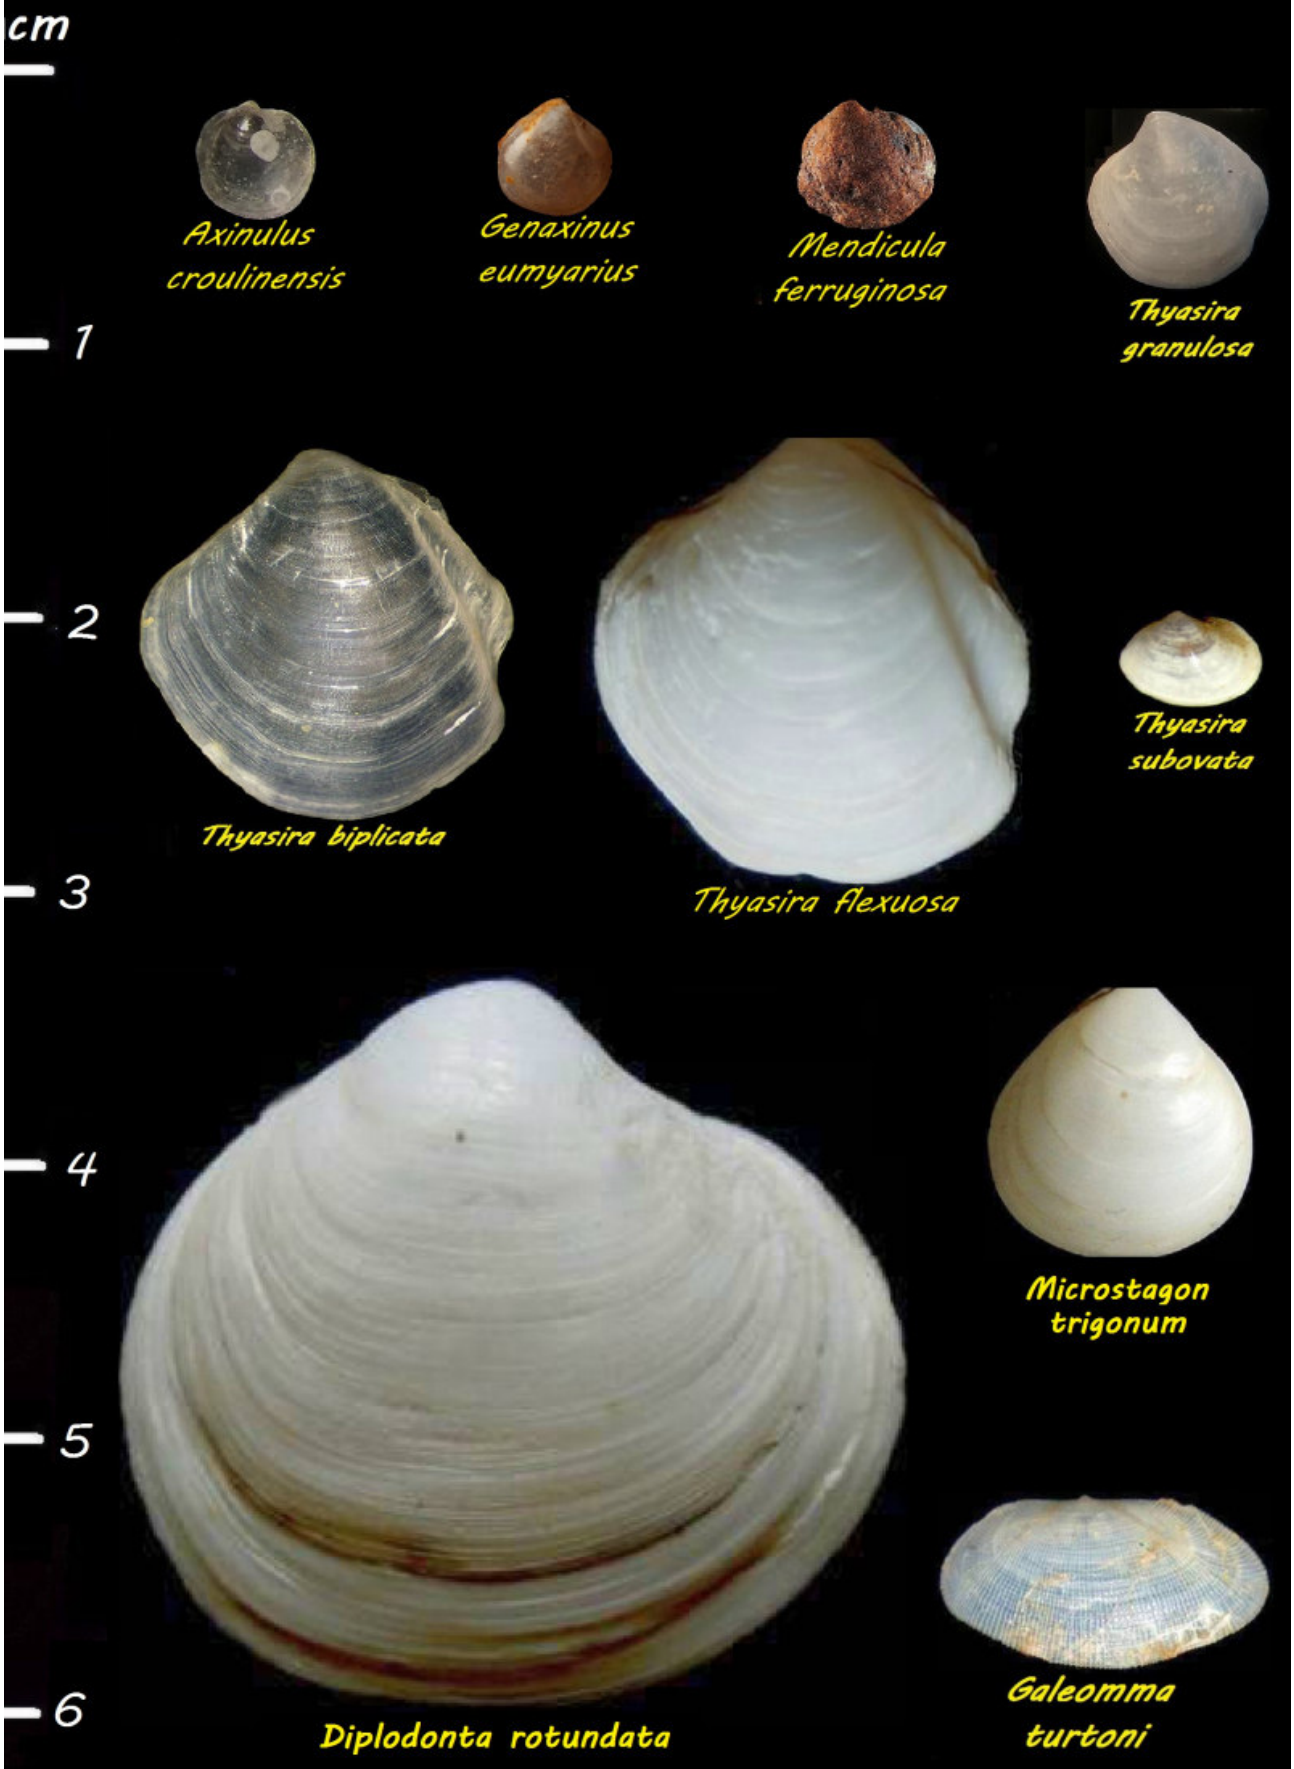 cm
Axinulus
croulinensis
Genaxinus
eumyarius
Mendicula
ferruginosa
Thyasira
granulosa
1
2
Thyasira
subovata
Thyasira biplicata
3
Thyasira flexuosa
4
Microstagon
trigonum
5
Galeomma
turtoni
6
Diplodonta rotundata